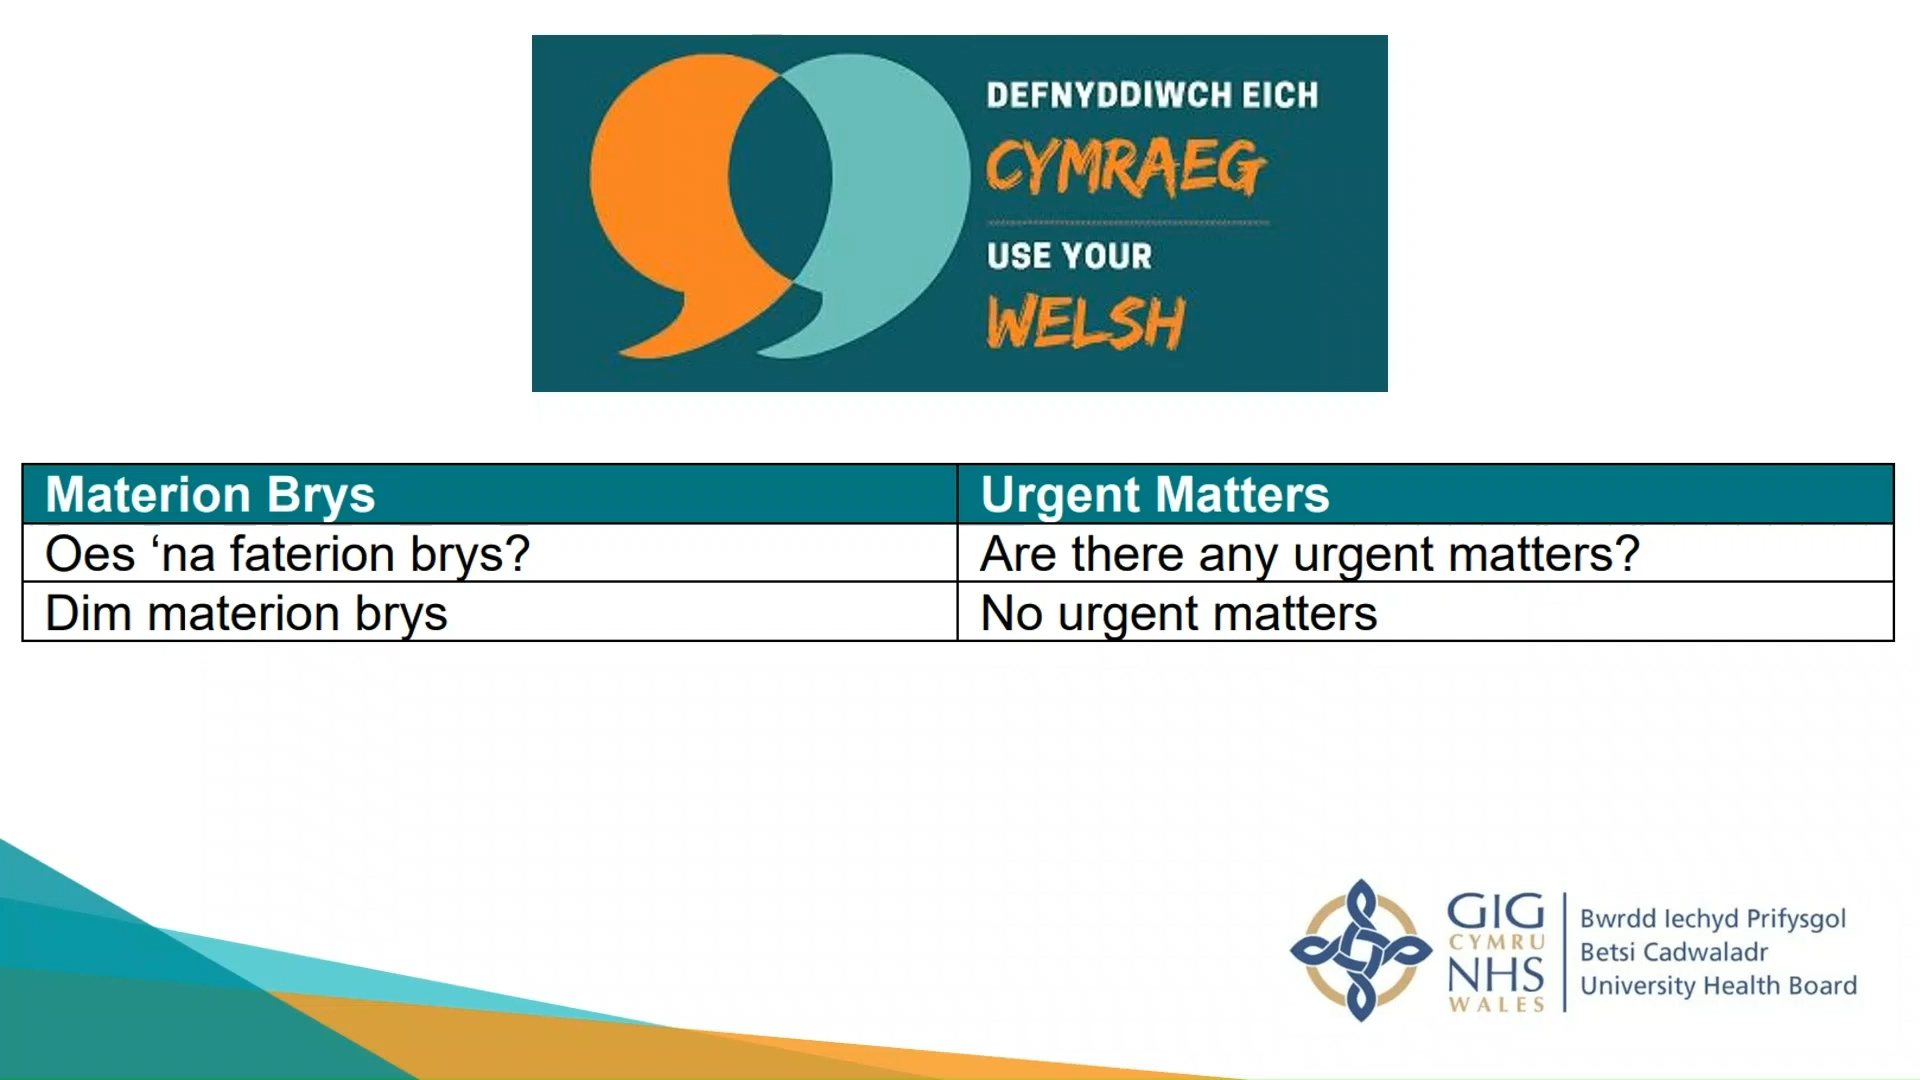 DEFNYDDIWCH EICH
CYMRAEG
USE YOUR
WELSH
Materion Brys
Urgent Matters
Oes ‘na faterion brys?
Are there any urgent matters?
Dim materion brys
No urgent matters
GIG
CYMRU
NHS
WALES
Bwrdd Iechyd Prifysgol
Betsi Cadwaladr
University Health Board